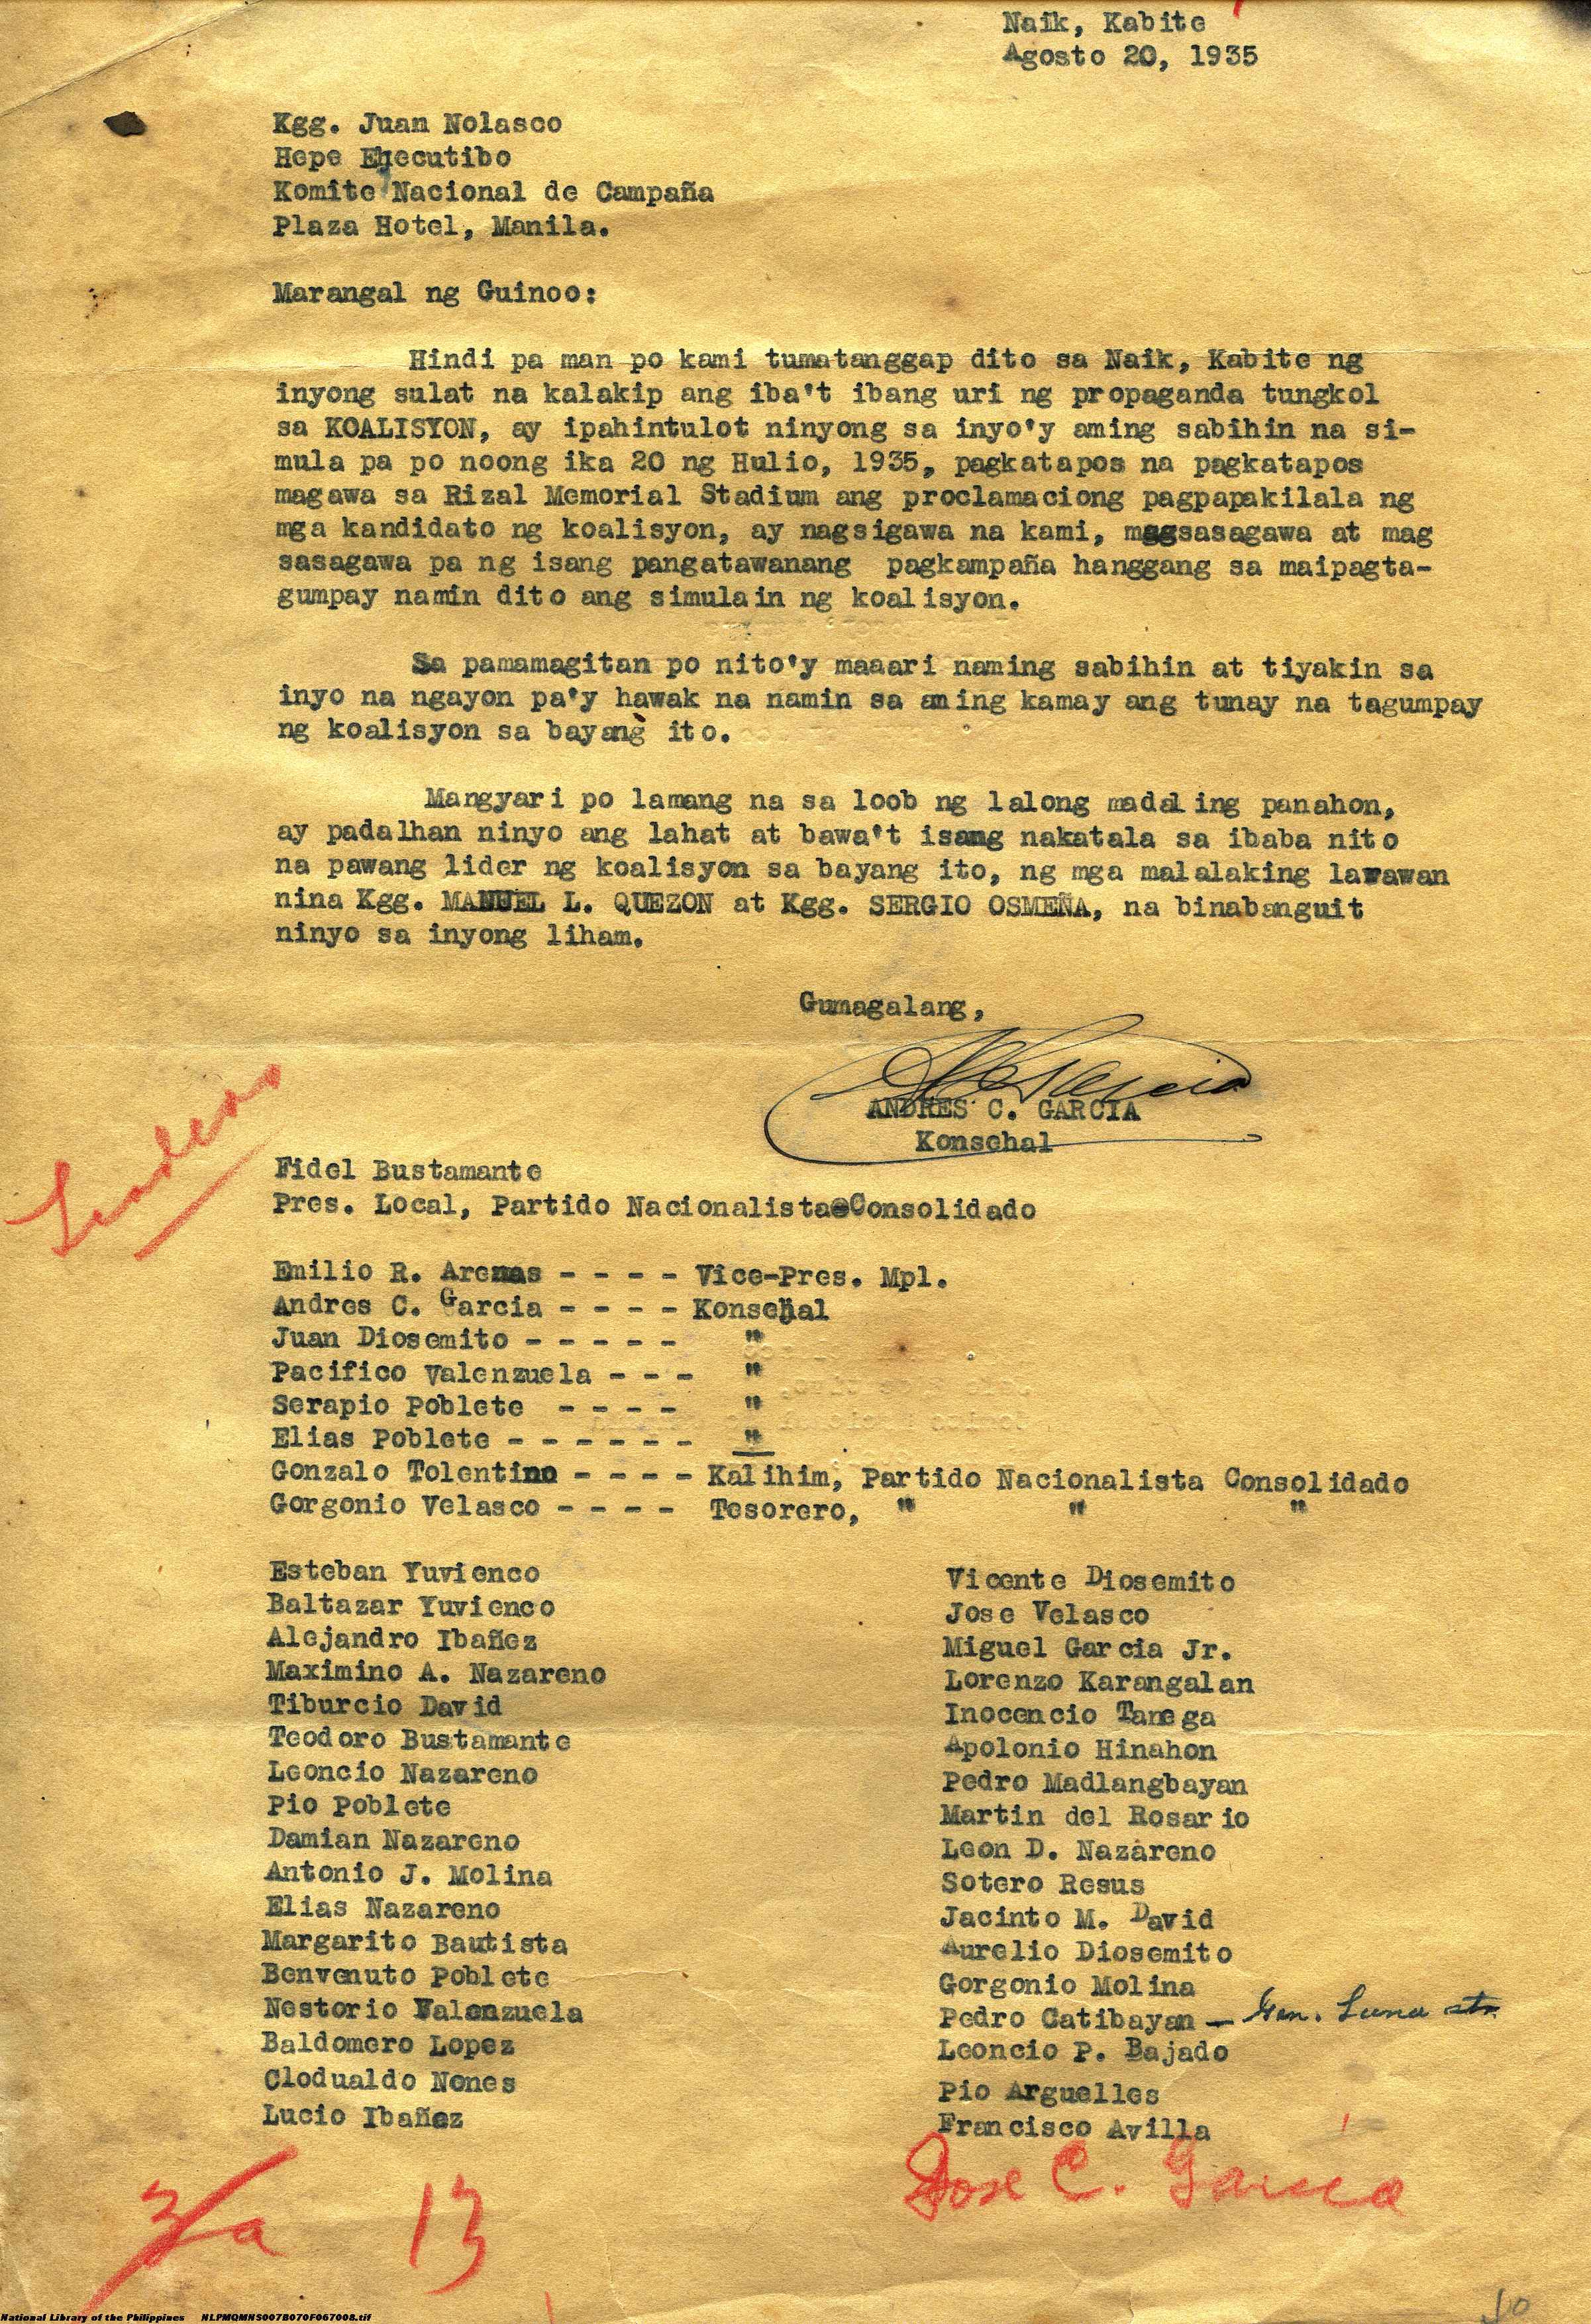 Naik, Kabite
Agosto 20, 1935
Kgg. Juan Nolasco
Hepe Ehecutibo
Komite Nacional de Campaña
Plaza Hotel, Manila.
Marangal ng Guinoo:
Hindi pa man po kami tumatanggap dito sa Naik, Kabite ng
inyong sulat na kalakip ang iba't ibang uri ng propaganda tungkol
sa KOALISYON, ay ipahintulot ninyong sa inyo'y aming sabihin na si-
mula pa po noong ika 20 ng Hulio, 1935, pagkatapos na pagkatapos
magawa sa Rizal Memorial Stadium ang proclamaciong pagpapakilala ng
mga kandidato ng koalisyon, ay nagsigawa na kami, magsasagawa at mag
sasagawa pa ng isang pangatawanang pagkampaña hanggang sa maipagta-
gumpay namin dito ang simulain ng koalisyon.
Sa pamamagitan po nito'y maaari naming sabihin at tiyakin sa
inyo na ngayon pa'y hawak na namin sa aming kamay ang tunay na tagumpay
ng koalisyon sa bayang ito.
Mangyari po lamang na sa loob ng lalong madaling panahon,
ay padalhan ninyo ang lahat at bawa't isang nakatala sa ibaba nito
na pawang lider ng koalisyon sa bayang ito, ng mga malalaking larawan
nina Kgg. MANUEL L. QUEZON at Kgg. SERGIO OSMEÑA, na binabanguit
ninyo sa inyong liham.
Gumagalang,
ANDRES C. GARCIA
Konsehal
Leaders
Fidel Bustamante
Pres. Local, Partido Nacionalista-Consolidado
Emilio R. Arenas - - - - Vice-Pres. Mpl.
Andres C. Garcia - - - - Konsehal
Juan Diosomito - - - - - "
Pacifico Valenzuela - - - "
Serapio Poblete - - - - "
Elias Poblete - - - - - - "
Gonzalo Tolentino - - - - Kalihim, Partido Nacionalista Consolidado
Gorgonio Velasco - - - - Tesorero, " " "
Esteban Yuvienco
Baltazar Yuvienco
Alejandro Ibañez
Maximino A. Nazareno
Tiburcio David
Teodoro Bustamante
Leoncio Nazareno
Pio Poblete
Damian Nazareno
Antonio J. Molina
Elias Nazareno
Margarito Bautista
Benvenuto Poblete
Nestorio Valenzuela
Baldomero Lopez
Clodualdo Nones
Lucio Ibañez
Vicente Diosomito
Jose Velasco
Miguel Garcia Jr.
Lorenzo Karangalan
Inocencio Tanega
Apolonio Hinahon
Pedro Madlangbayan
Martin del Rosario
Leon D. Nazareno
Sotero Resus
Jacinto M. David
Aurelio Diosomito
Gorgonio Molina
Pedro Catibayan – Gen. Luna st.
Leoncio P. Bajado
Pio Arguelles
Francisco Avilla
Jose C. Garcia
3/a 13
National Library of the Philippines NLPMQMNS007B070F067008.tif